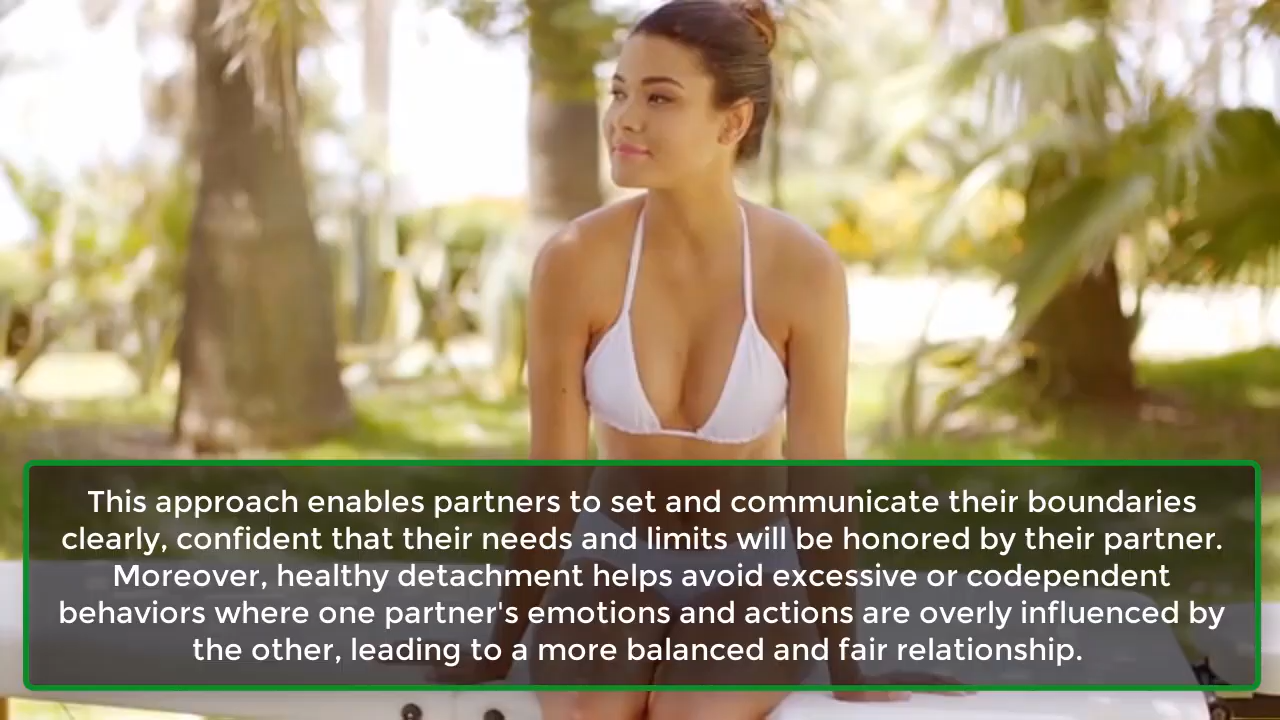 This approach enables partners to set and communicate their boundaries
clearly, confident that their needs and limits will be honored by their partner.
Moreover, healthy detachment helps avoid excessive or codependent
behaviors where one partner's emotions and actions are overly influenced by
the other, leading to a more balanced and fair relationship.